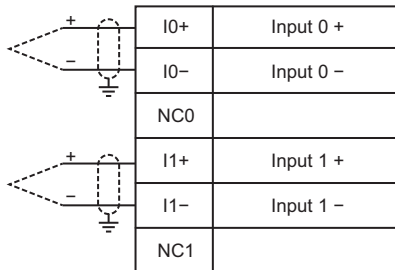 + I0+ Input 0 +
− I0− Input 0 −
NC0
+ I1+ Input 1 +
− I1− Input 1 −
NC1